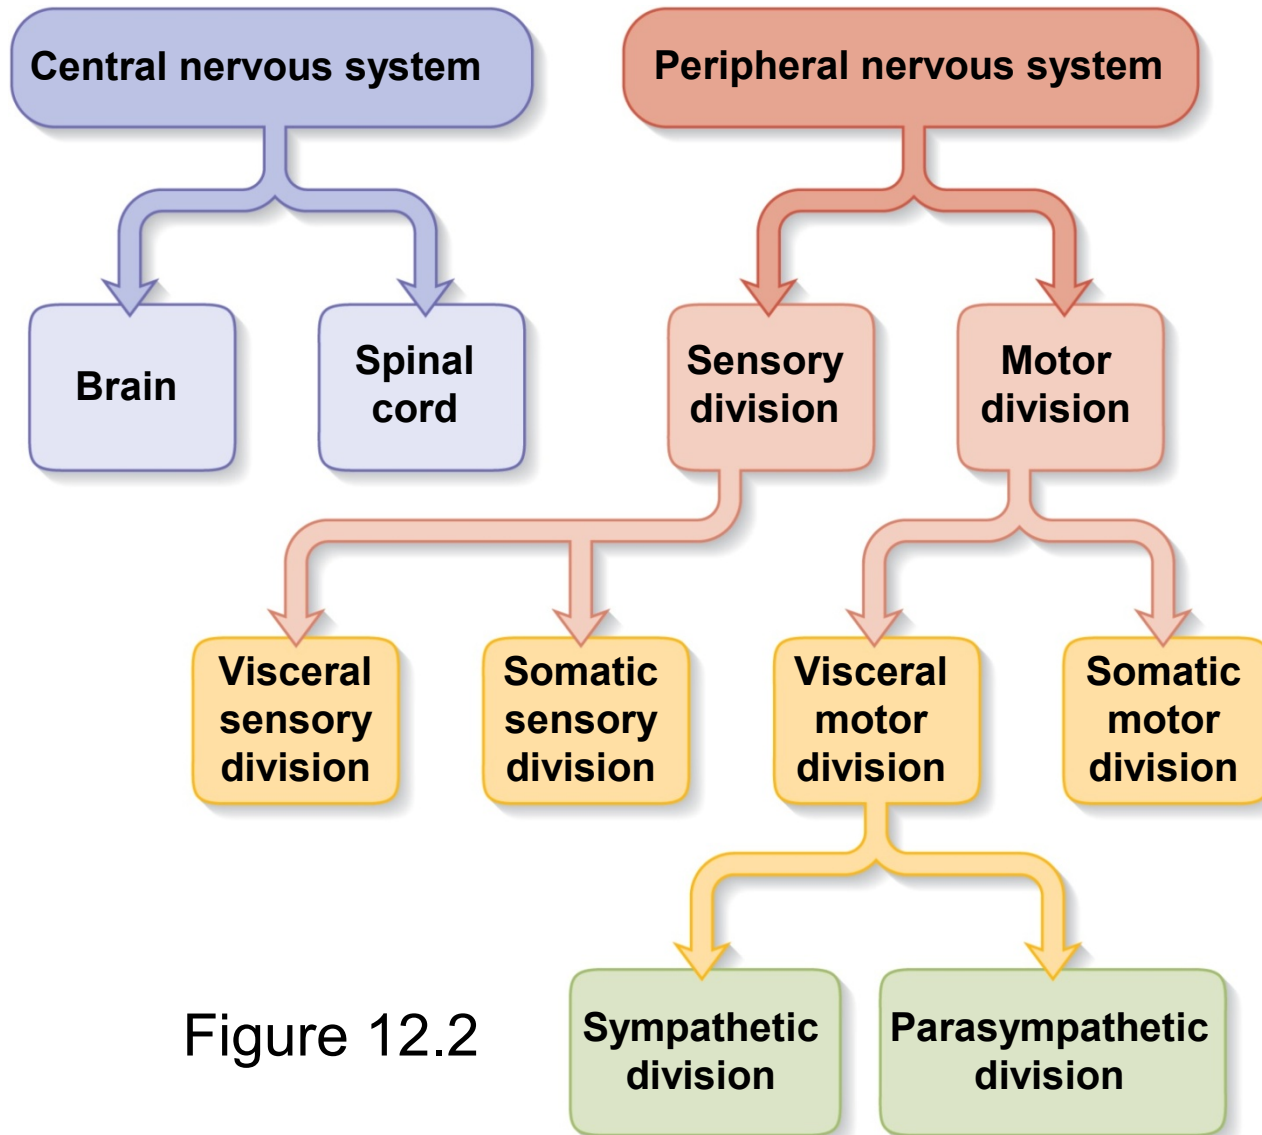 Central nervous system
Peripheral nervous system
Brain
Spinal
cord
Sensory
division
Motor
division
Visceral
sensory
division
Somatic
sensory
division
Visceral
motor
division
Somatic
motor
division
Figure 12.2
Sympathetic
division
Parasympathetic
division